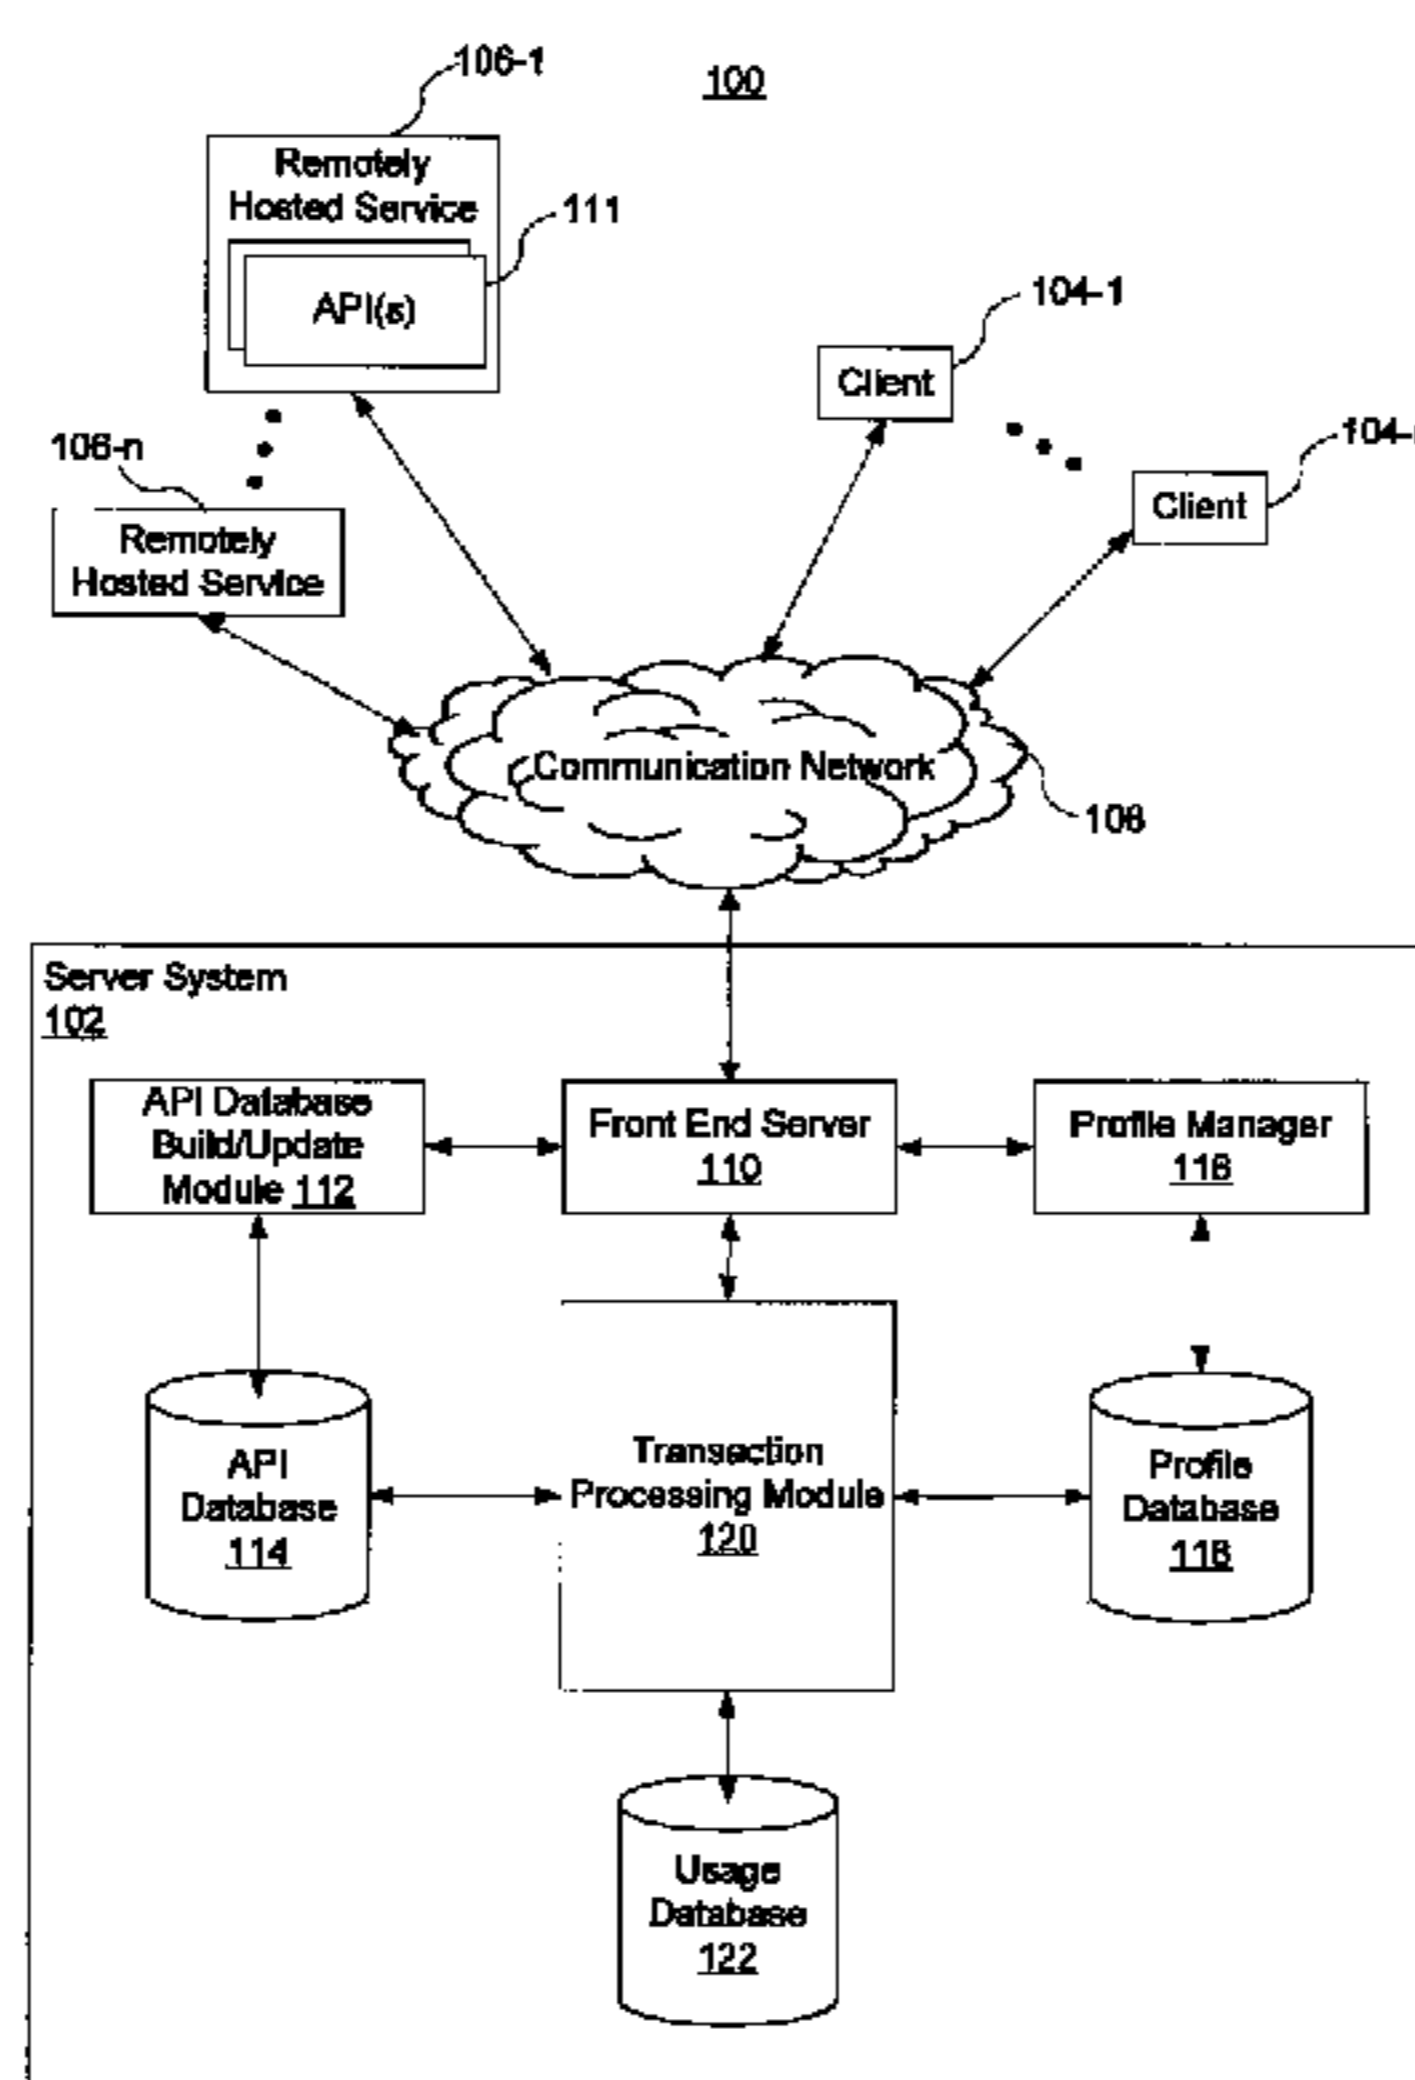 106-1
100
Remotely
Hosted Service
111
API(s)
104-1
Client
104-
Client
106-n
Remotely
Hosted Service
Communication Network
108
Server System
102
API Database
Build/Update
Module 112
Front End Server
110
Profile Manager
116
API
Database
114
Transaction
Processing Module
120
Profile
Database
118
Usage
Database
122